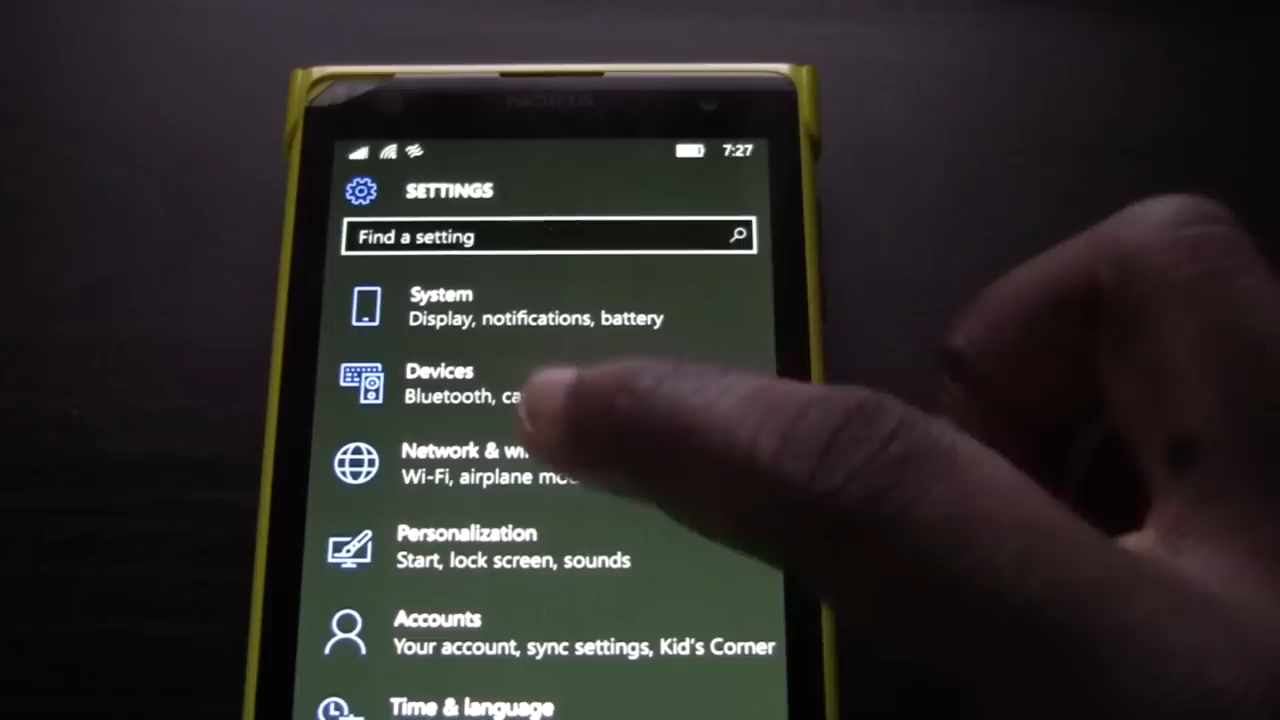 NOKIA
7:27
SETTINGS
Find a setting
System
Display, notifications, battery
Devices
Bluetooth, ca
Network & wi
Wi-Fi, airplane mo
Personalization
Start, lock screen, sounds
Accounts
Your account, sync settings, Kid's Corner
Time & language